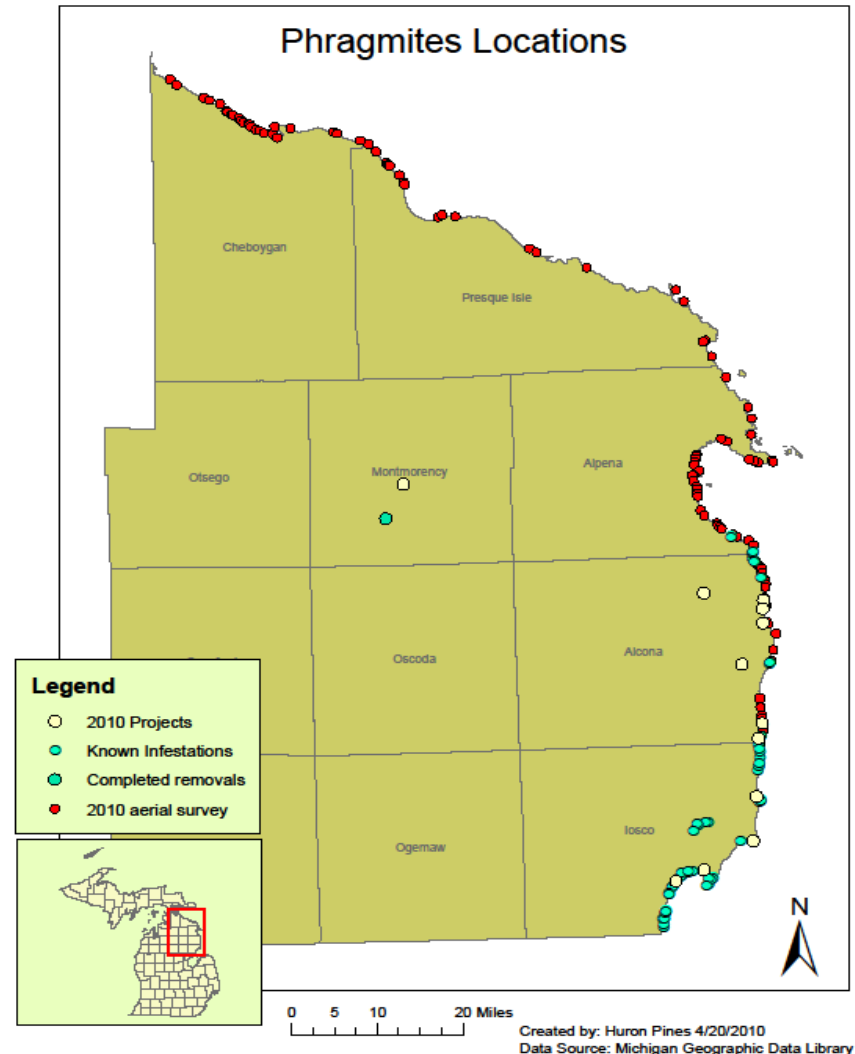 Phragmites Locations
Cheboygan
Presque Isle
Otsego
Montmorency
Alpena
Oscoda
Alcona
Legend
2010 Projects
Known Infestations
Completed removals
2010 aerial survey
Ogemaw
Iosco
N
0 5 10 20 Miles
Created by: Huron Pines 4/20/2010
Data Source: Michigan Geographic Data Library